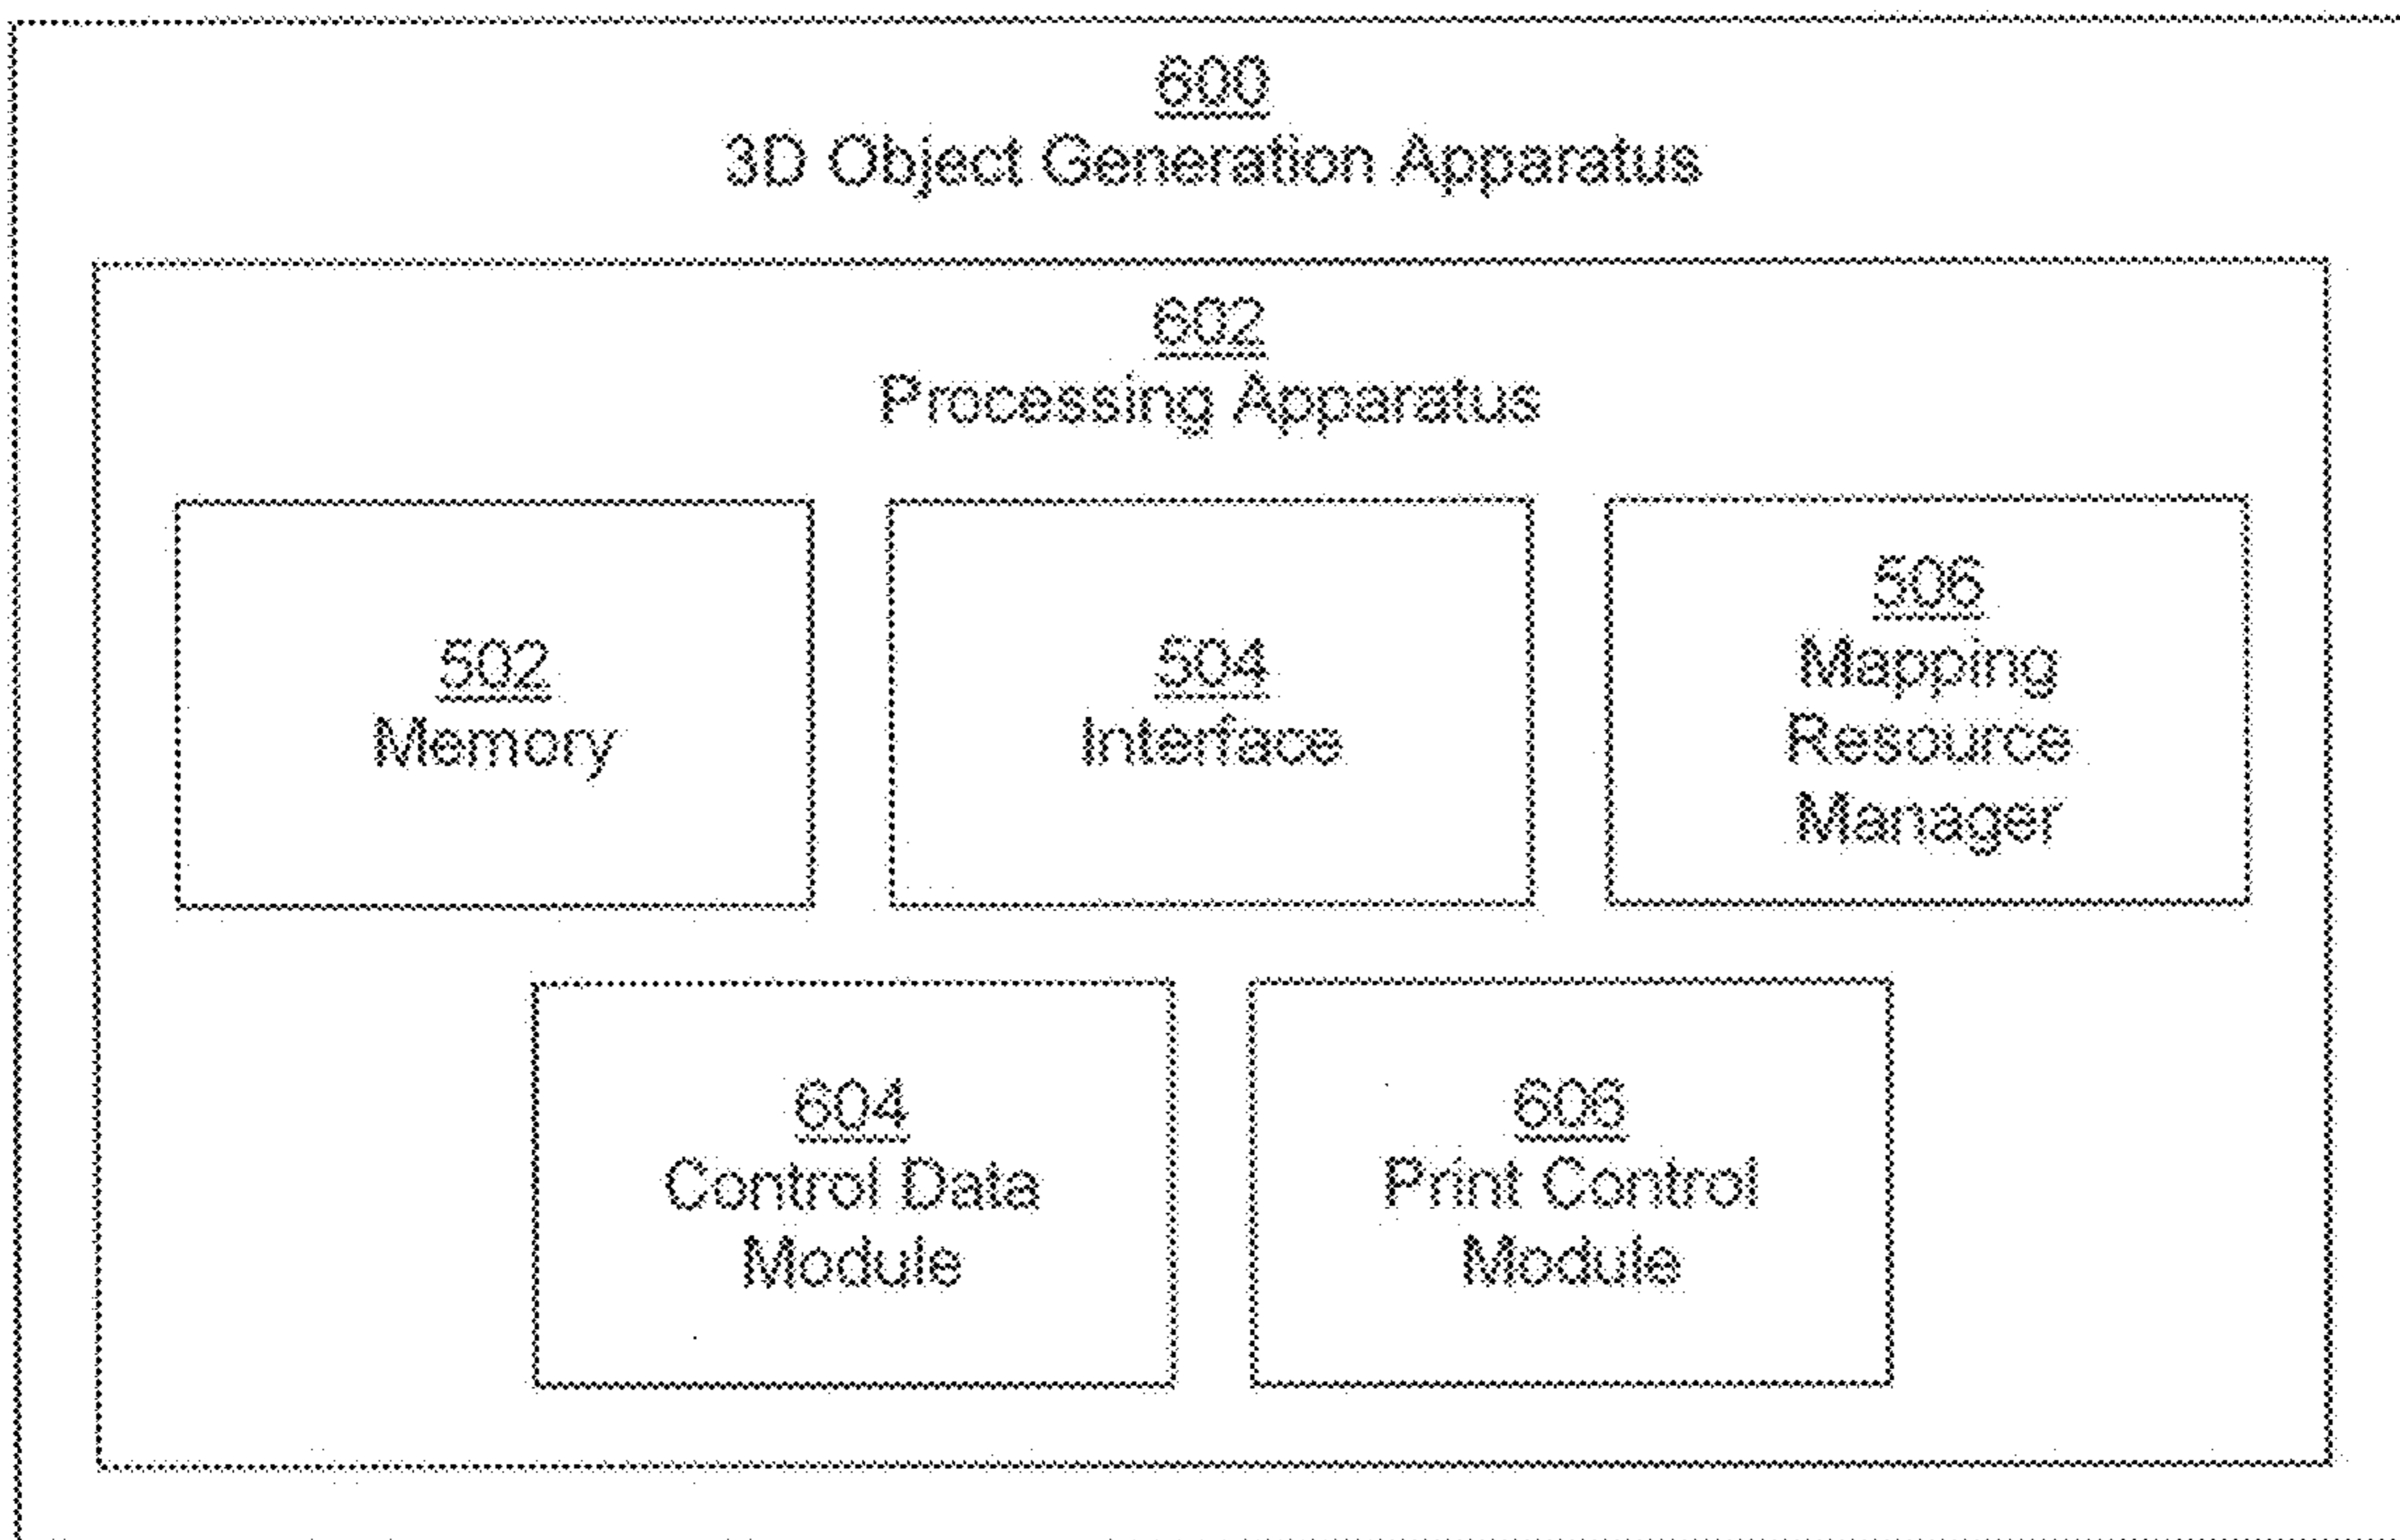 600
3D Object Generation Apparatus
602
Processing Apparatus
502
Memory
504
Interface
506
Mapping
Resource
Manager
604
Control Data
Module
606
Print Control
Module